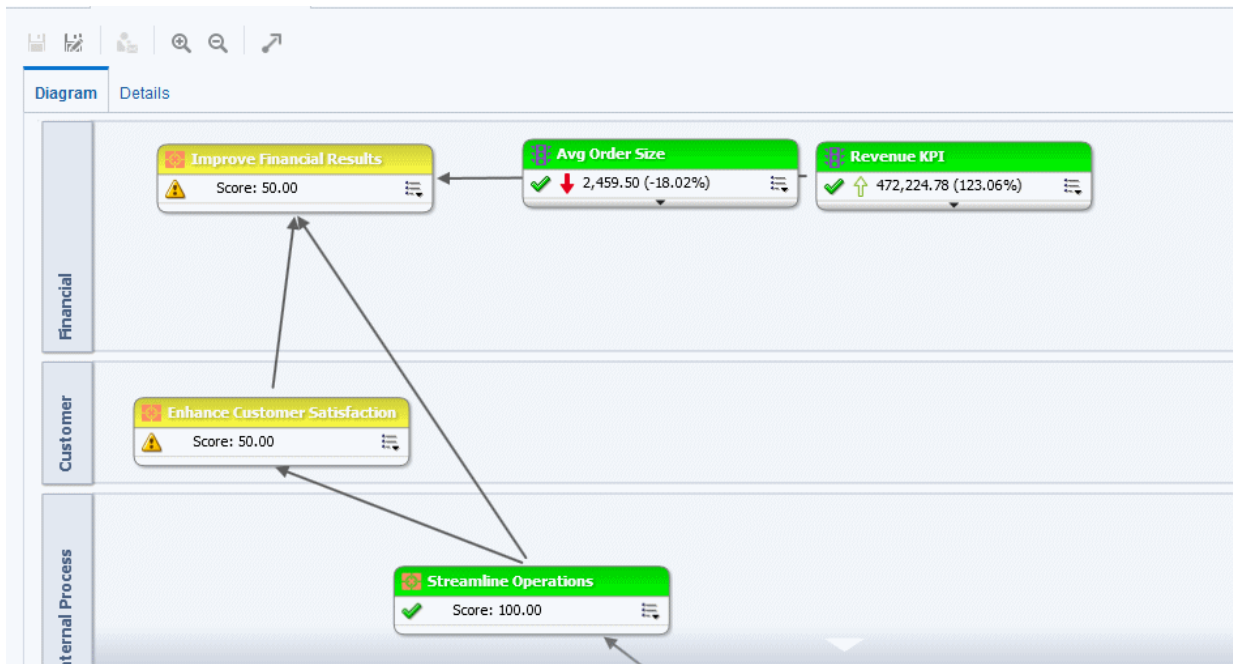 Diagram
Details
Financial
Improve Financial Results
Score: 50.00
Avg Order Size
2,459.50 (-18.02%)
Revenue KPI
472,224.78 (123.06%)
Customer
Enhance Customer Satisfaction
Score: 50.00
Process
Streamline Operations
Score: 100.00